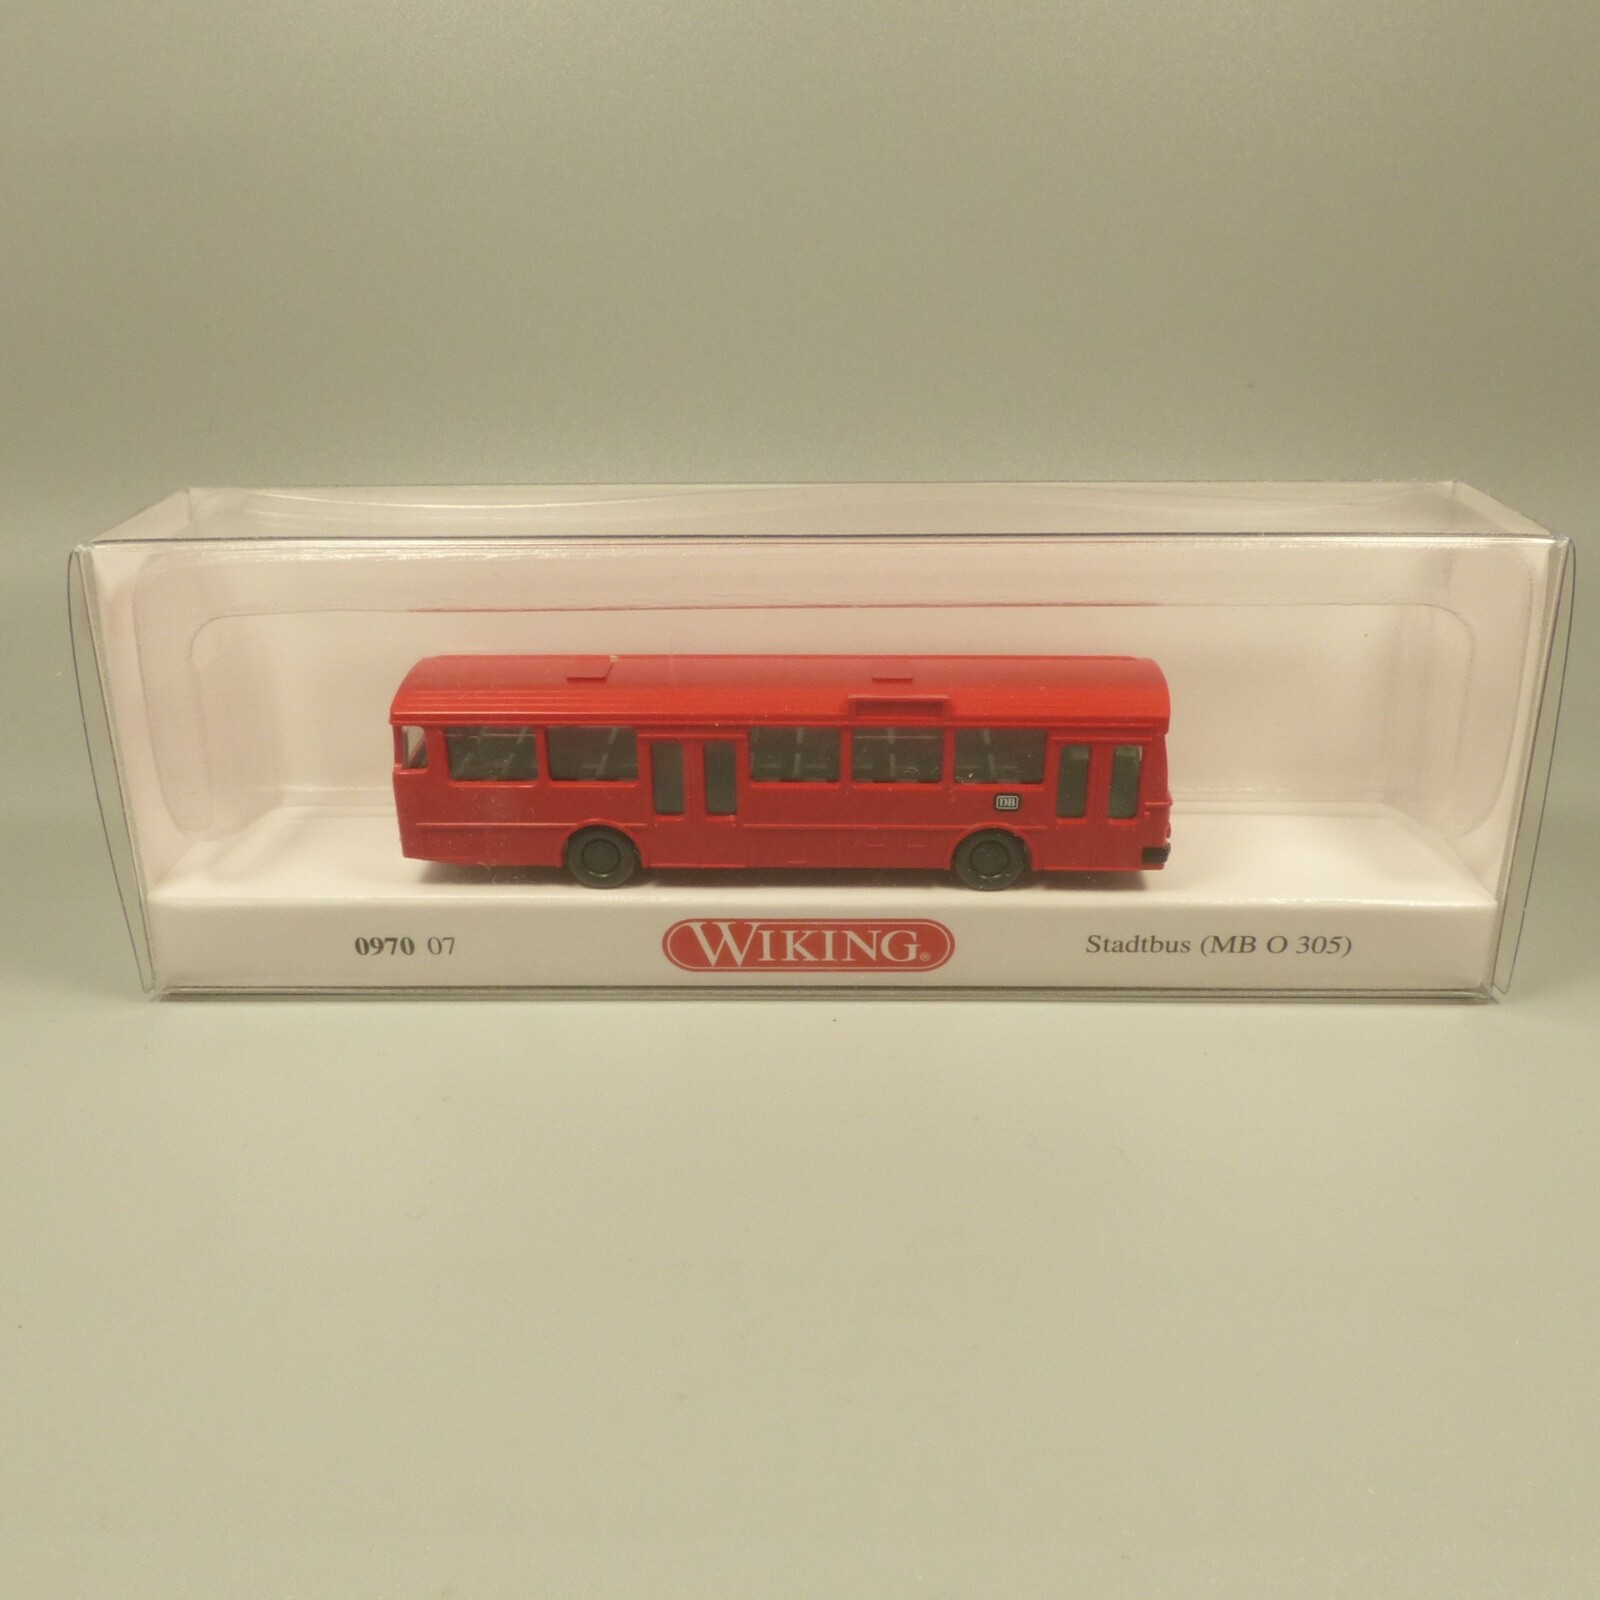 DB
0970 07
WIKING®
Stadtbus (MB O 305)